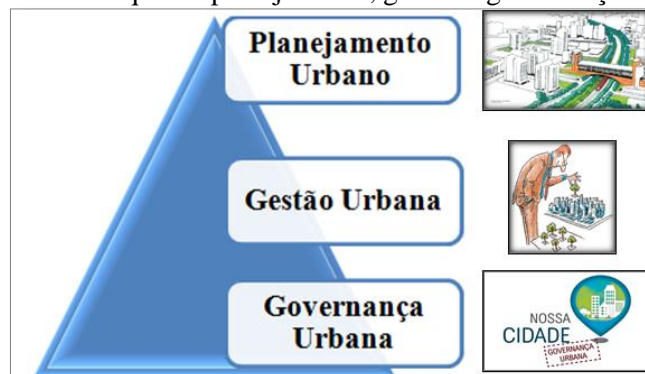 Planejamento
Urbano
Gestão Urbana
Governança
Urbana
NOSSA
CIDADE
GOVERNANÇA
URBANA